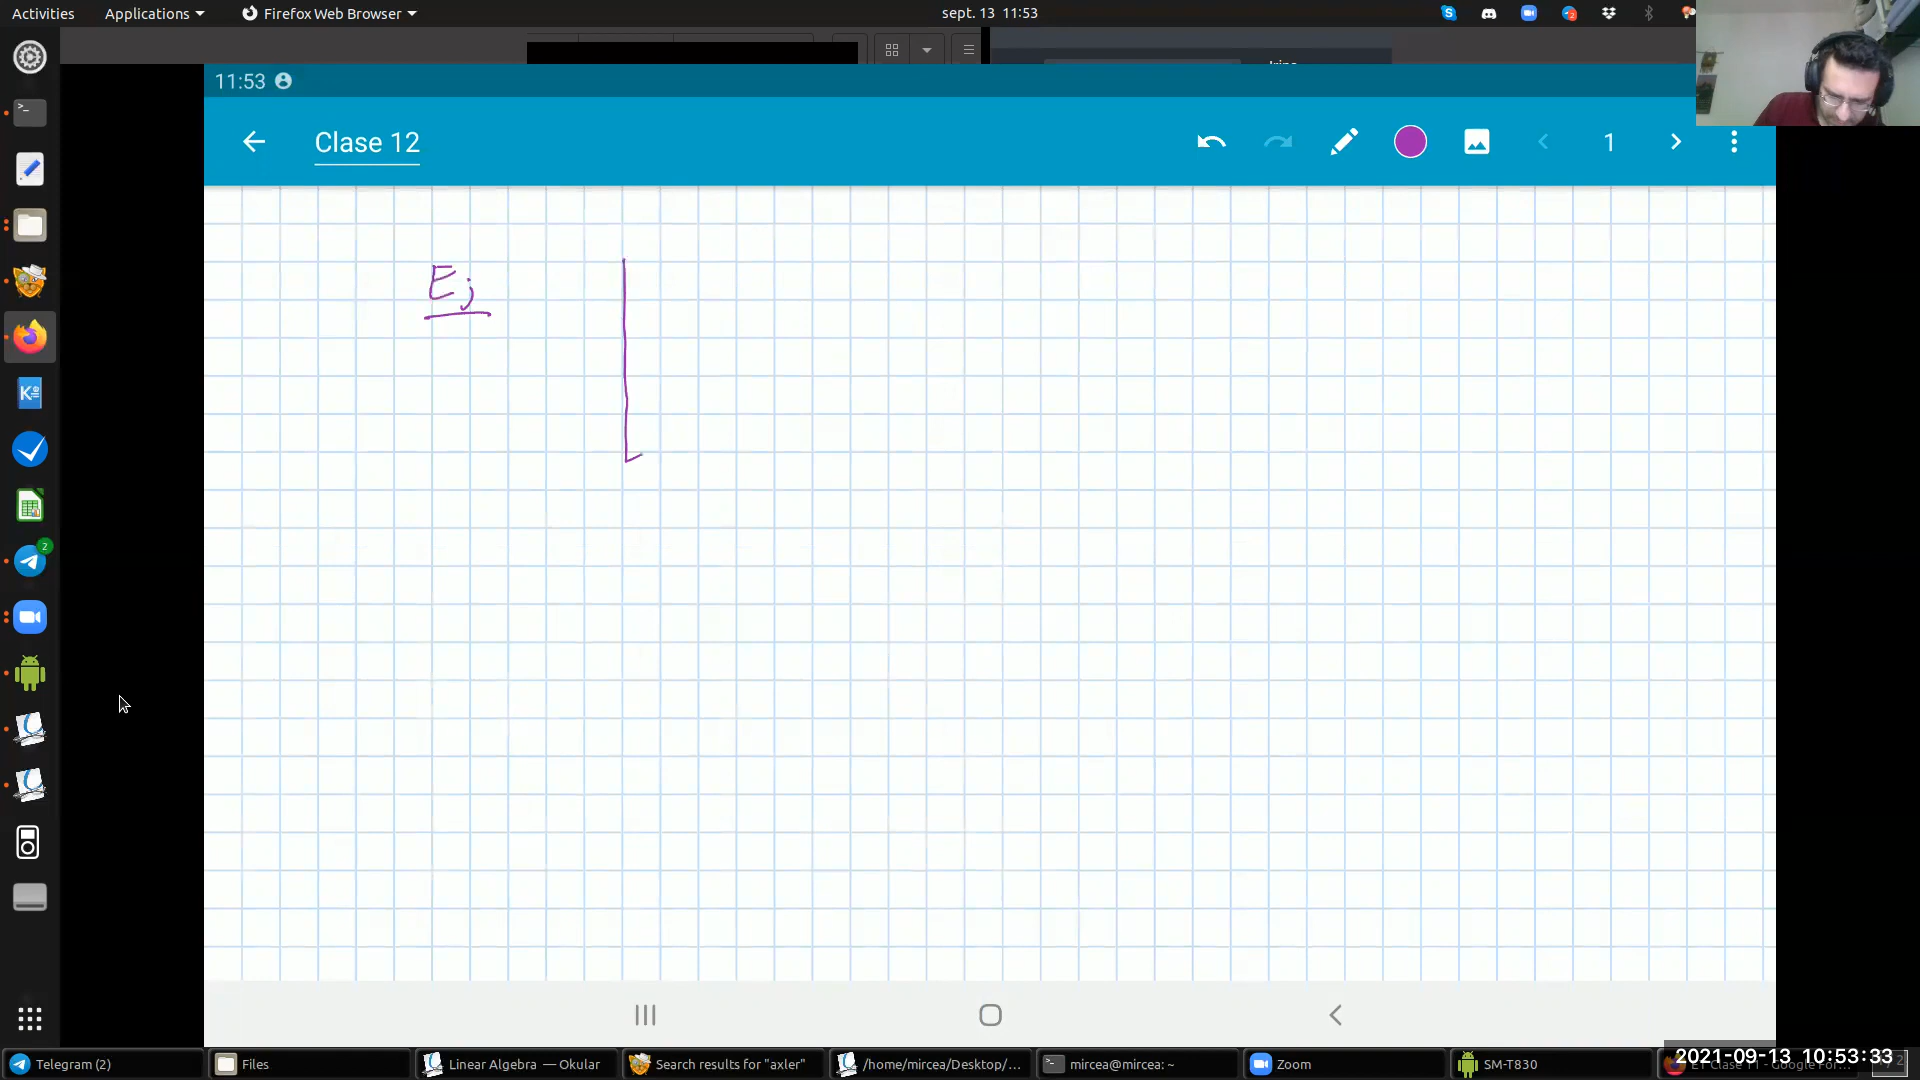 Activities Applications Firefox Web Browser sept. 13 11:53
11:53
Clase 12 1
Ej
2
Telegram (2) Files Linear Algebra — Okular Search results for "axler" /home/mircea/Desktop/... mircea@mircea: ~ Zoom SM-T830
2021-09-13 10:53:33